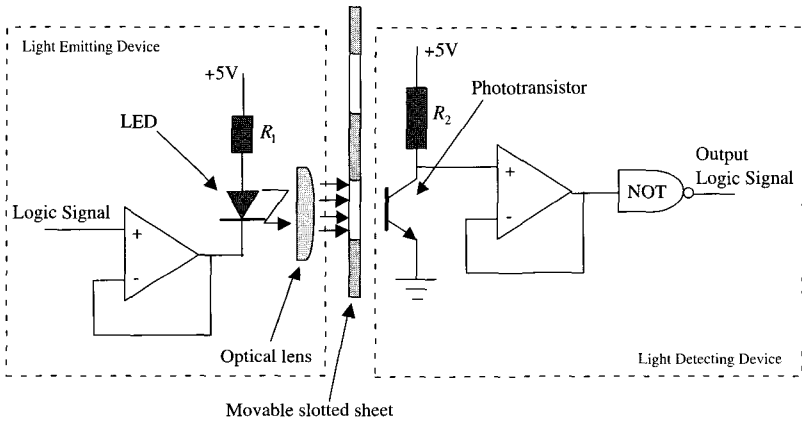 Light Emitting Device
+5V
LED
R1
Logic Signal
+
-
Optical lens
Movable slotted sheet
+5V
Phototransistor
R2
+
-
NOT
Output
Logic Signal
Light Detecting Device